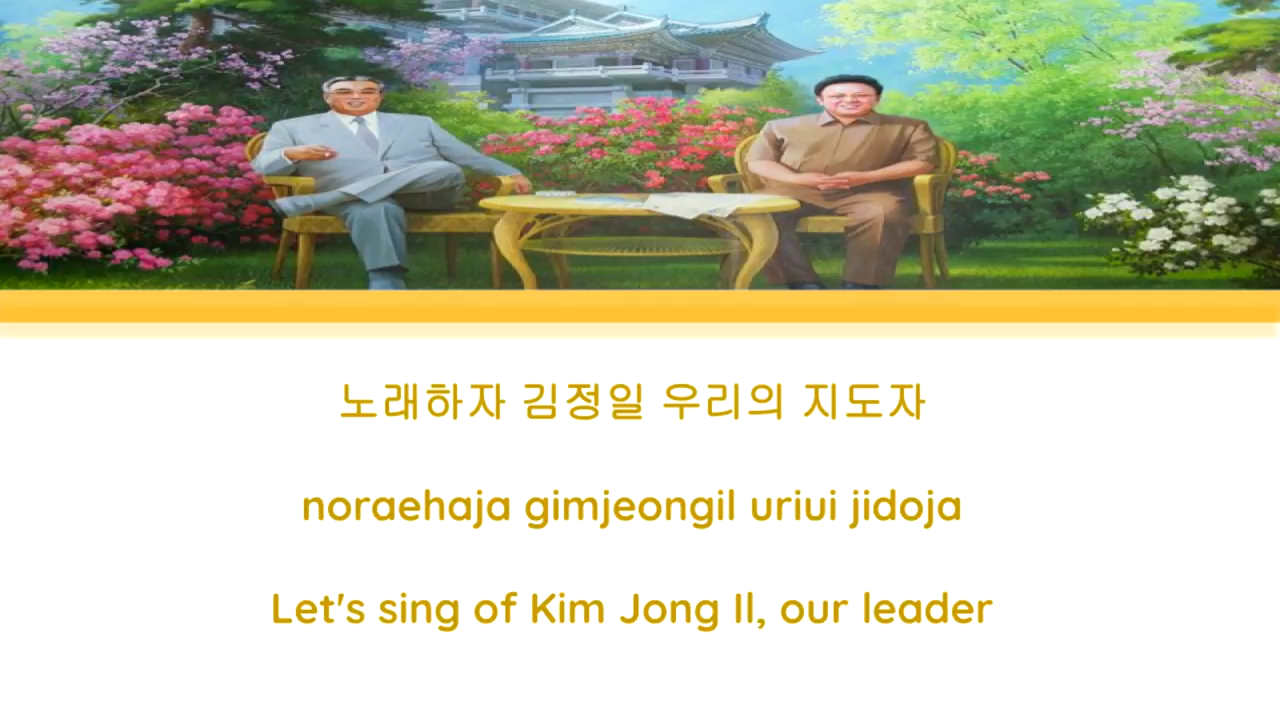 노래하자 김정일 우리의 지도자
noraehaja gimjeongil uriui jidoja
Let's sing of Kim Jong Il, our leader